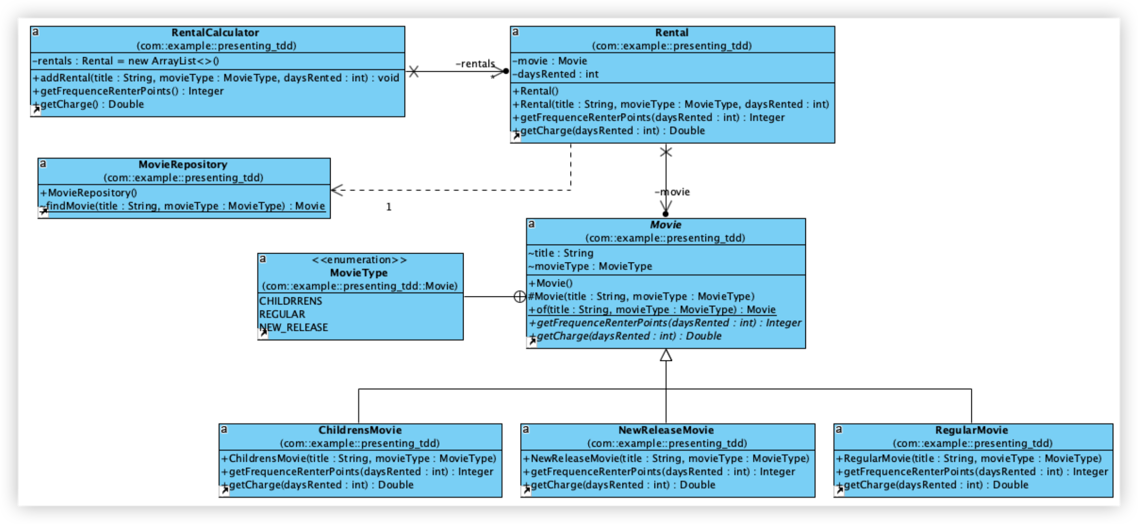 a
RentalCalculator
(com::example::presenting_tdd)
-rentals : Rental = new ArrayList<>()
+addRental(title : String, movieType : MovieType, daysRented : int) : void
+getFrequenceRenterPoints() : Integer
+getCharge() : Double
-rentals
*
a
Rental
(com::example::presenting_tdd)
-movie : Movie
-daysRented : int
+Rental()
+Rental(title : String, movieType : MovieType, daysRented : int)
+getFrequenceRenterPoints(daysRented : int) : Integer
+getCharge(daysRented : int) : Double
a
MovieRepository
(com::example::presenting_tdd)
+MovieRepository()
~findMovie(title : String, movieType : MovieType) : Movie
1
-movie
a
Movie
(com::example::presenting_tdd)
~title : String
~movieType : MovieType
+Movie()
#Movie(title : String, movieType : MovieType)
+of(title : String, movieType : MovieType) : Movie
+getFrequenceRenterPoints(daysRented : int) : Integer
+getCharge(daysRented : int) : Double
a
<<enumeration>>
MovieType
(com::example::presenting_tdd::Movie)
CHILDRRENS
REGULAR
NEW_RELEASE
a
ChildrensMovie
(com::example::presenting_tdd)
+ChildrensMovie(title : String, movieType : MovieType)
+getFrequenceRenterPoints(daysRented : int) : Integer
+getCharge(daysRented : int) : Double
a
NewReleaseMovie
(com::example::presenting_tdd)
+NewReleaseMovie(title : String, movieType : MovieType)
+getFrequenceRenterPoints(daysRented : int) : Integer
+getCharge(daysRented : int) : Double
a
RegularMovie
(com::example::presenting_tdd)
+RegularMovie(title : String, movieType : MovieType)
+getFrequenceRenterPoints(daysRented : int) : Integer
+getCharge(daysRented : int) : Double